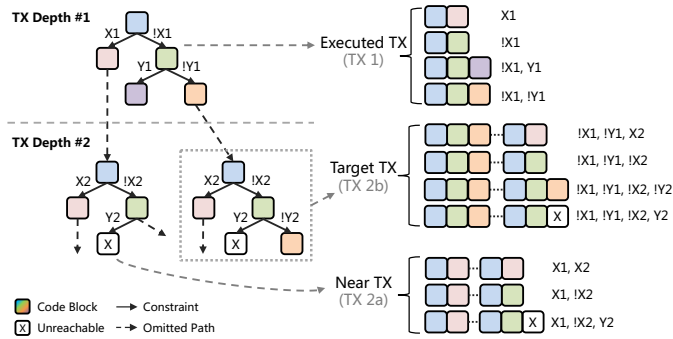 TX Depth #1
X1
!X1
Y1
!Y1
Executed TX
(TX 1)
X1
!X1
!X1, Y1
!X1, !Y1
TX Depth #2
X2
!X2
Y2
X
X2
!X2
Y2
!Y2
X
Target TX
(TX 2b)
!X1, !Y1, X2
!X1, !Y1, !X2
!X1, !Y1, !X2, !Y2
X
!X1, !Y1, !X2, Y2
Near TX
(TX 2a)
X1, X2
X1, !X2
X
X1, !X2, Y2
Code Block
Constraint
X
Unreachable
Omitted Path